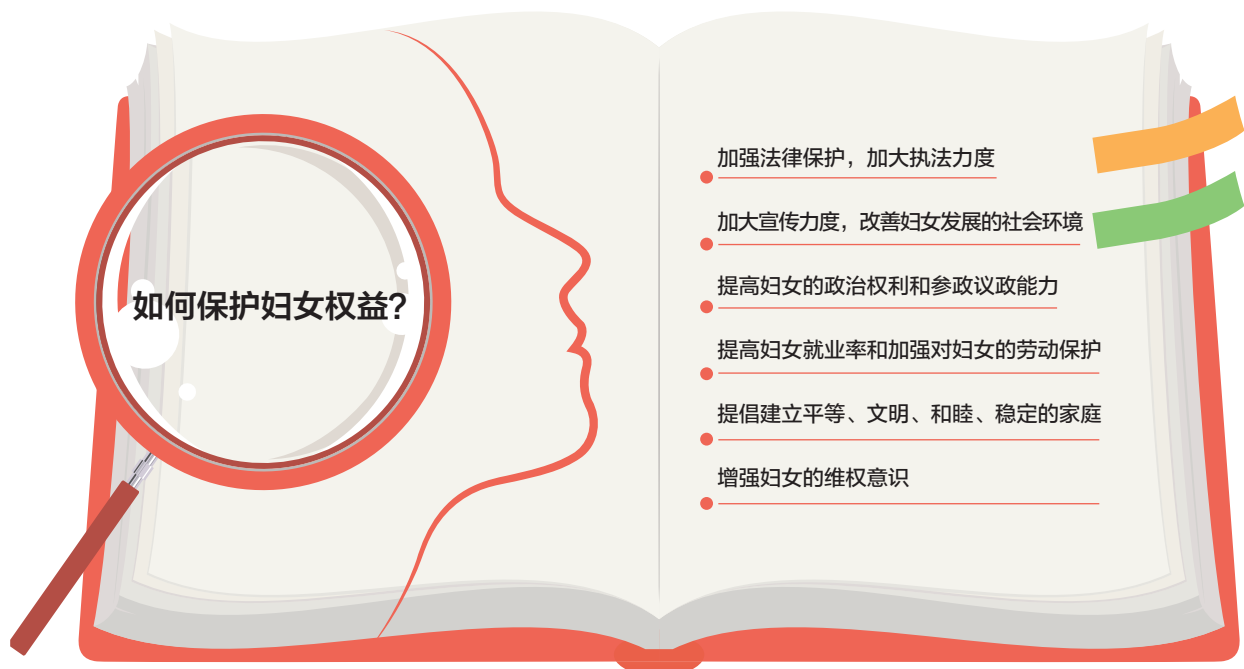 如何保护妇女权益?
加强法律保护，加大执法力度
加大宣传力度，改善妇女发展的社会环境
提高妇女的政治权利和参政议政能力
提高妇女就业率和加强对妇女的劳动保护
提倡建立平等、文明、和睦、稳定的家庭
增强妇女的维权意识